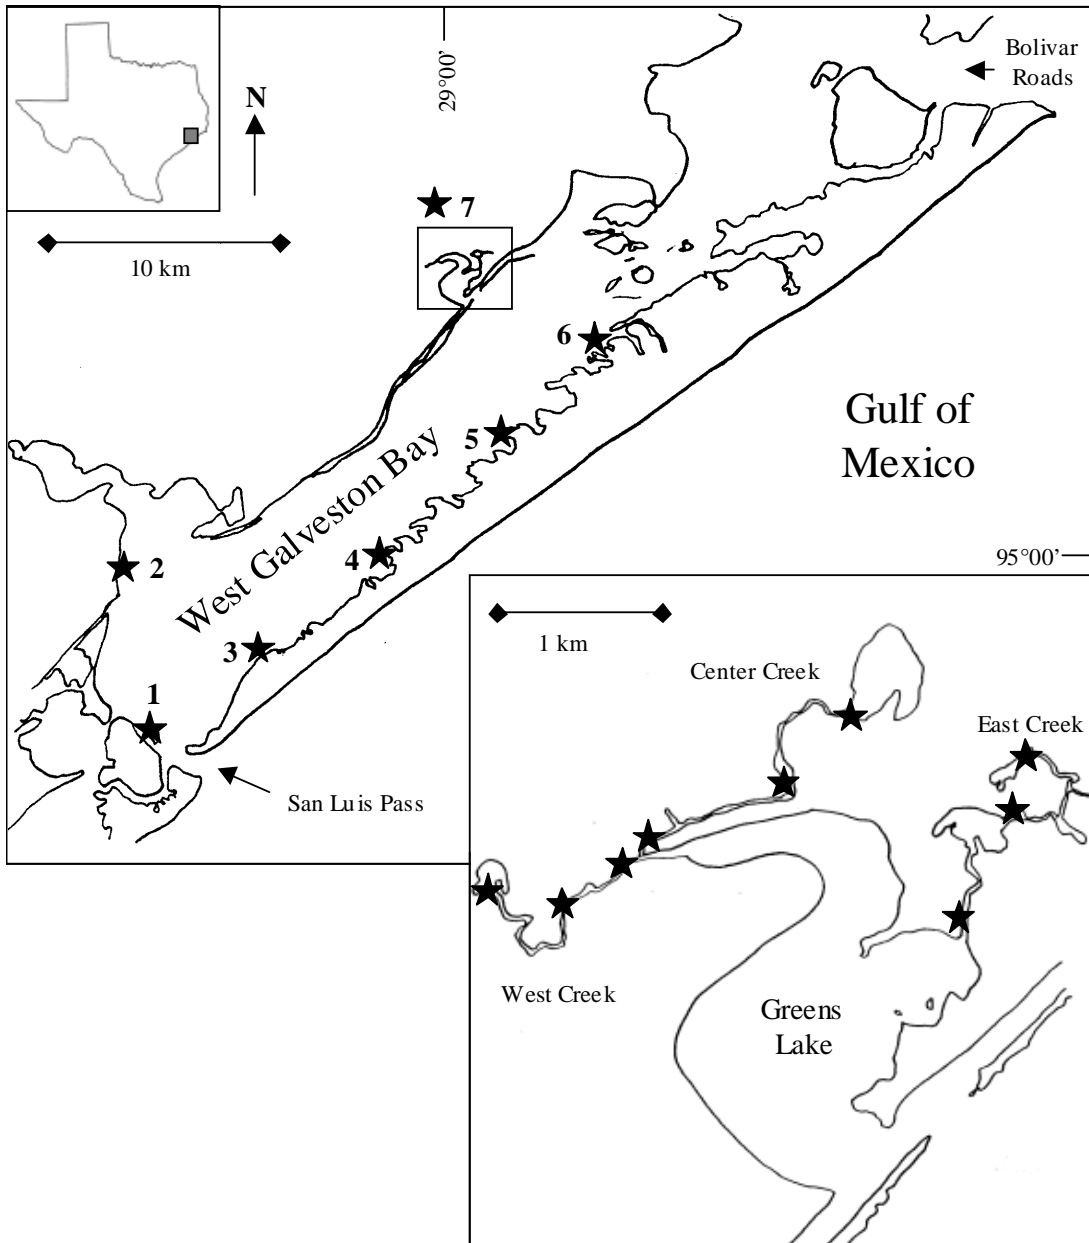 29°00'
Bolivar
Roads
N
7
10 km
6
Gulf of
Mexico
5
West Galveston Bay
4
2
95°00'
3
1
San Luis Pass
1 km
Center Creek
East Creek
West Creek
Greens
Lake